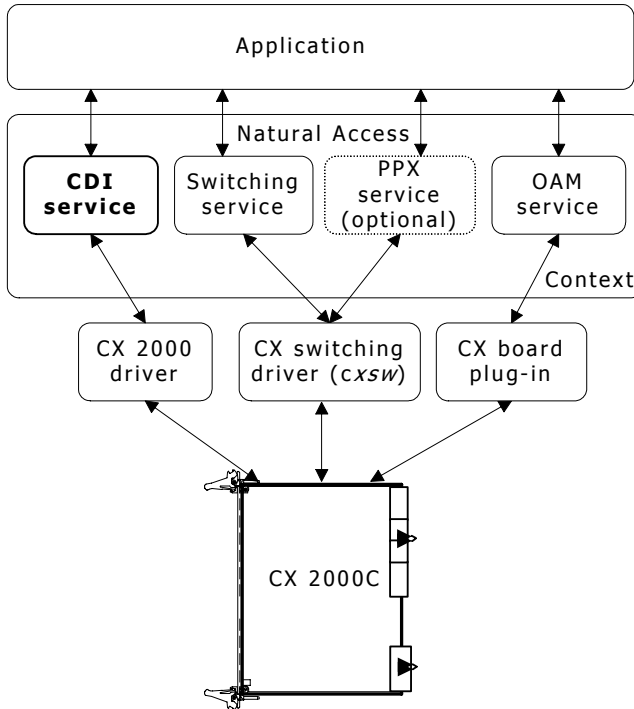 Application
Natural Access
CDI
service
Switching
service
PPX
service
(optional)
OAM
service
Context
CX 2000
driver
CX switching
driver (cxsw)
CX board
plug-in
CX 2000C